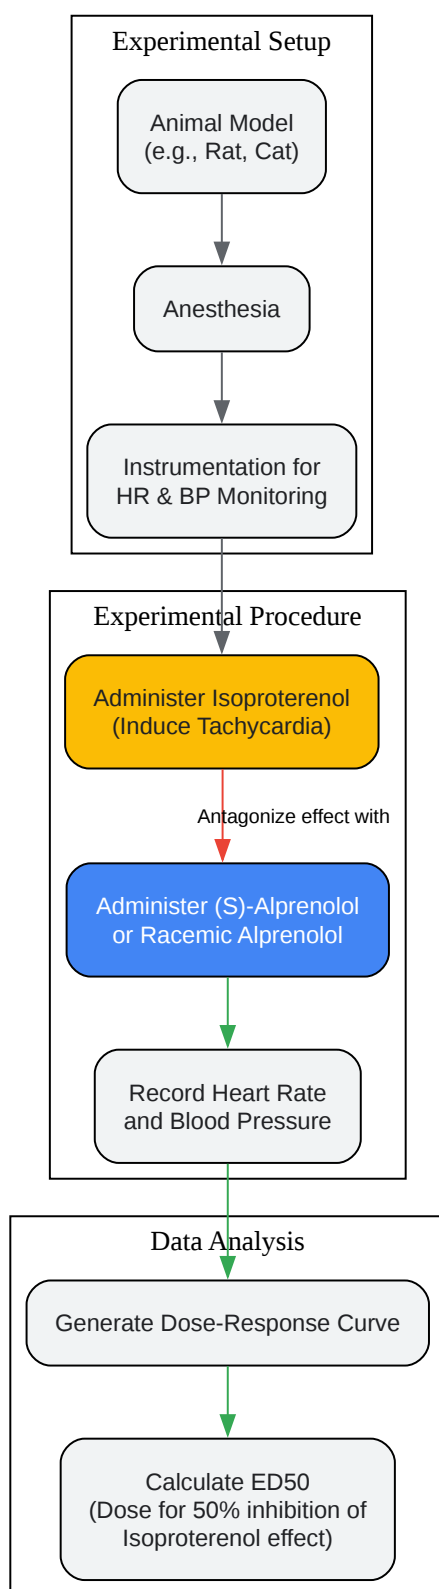 Experimental Setup
Animal Model
(e.g., Rat, Cat)
Anesthesia
Instrumentation for
HR & BP Monitoring
Experimental Procedure
Administer Isoproterenol
(Induce Tachycardia)
Antagonize effect with
Administer (S)-Alprenolol
or Racemic Alprenolol
Record Heart Rate
and Blood Pressure
Data Analysis
Generate Dose-Response Curve
Calculate ED50
(Dose for 50% inhibition of
Isoproterenol effect)